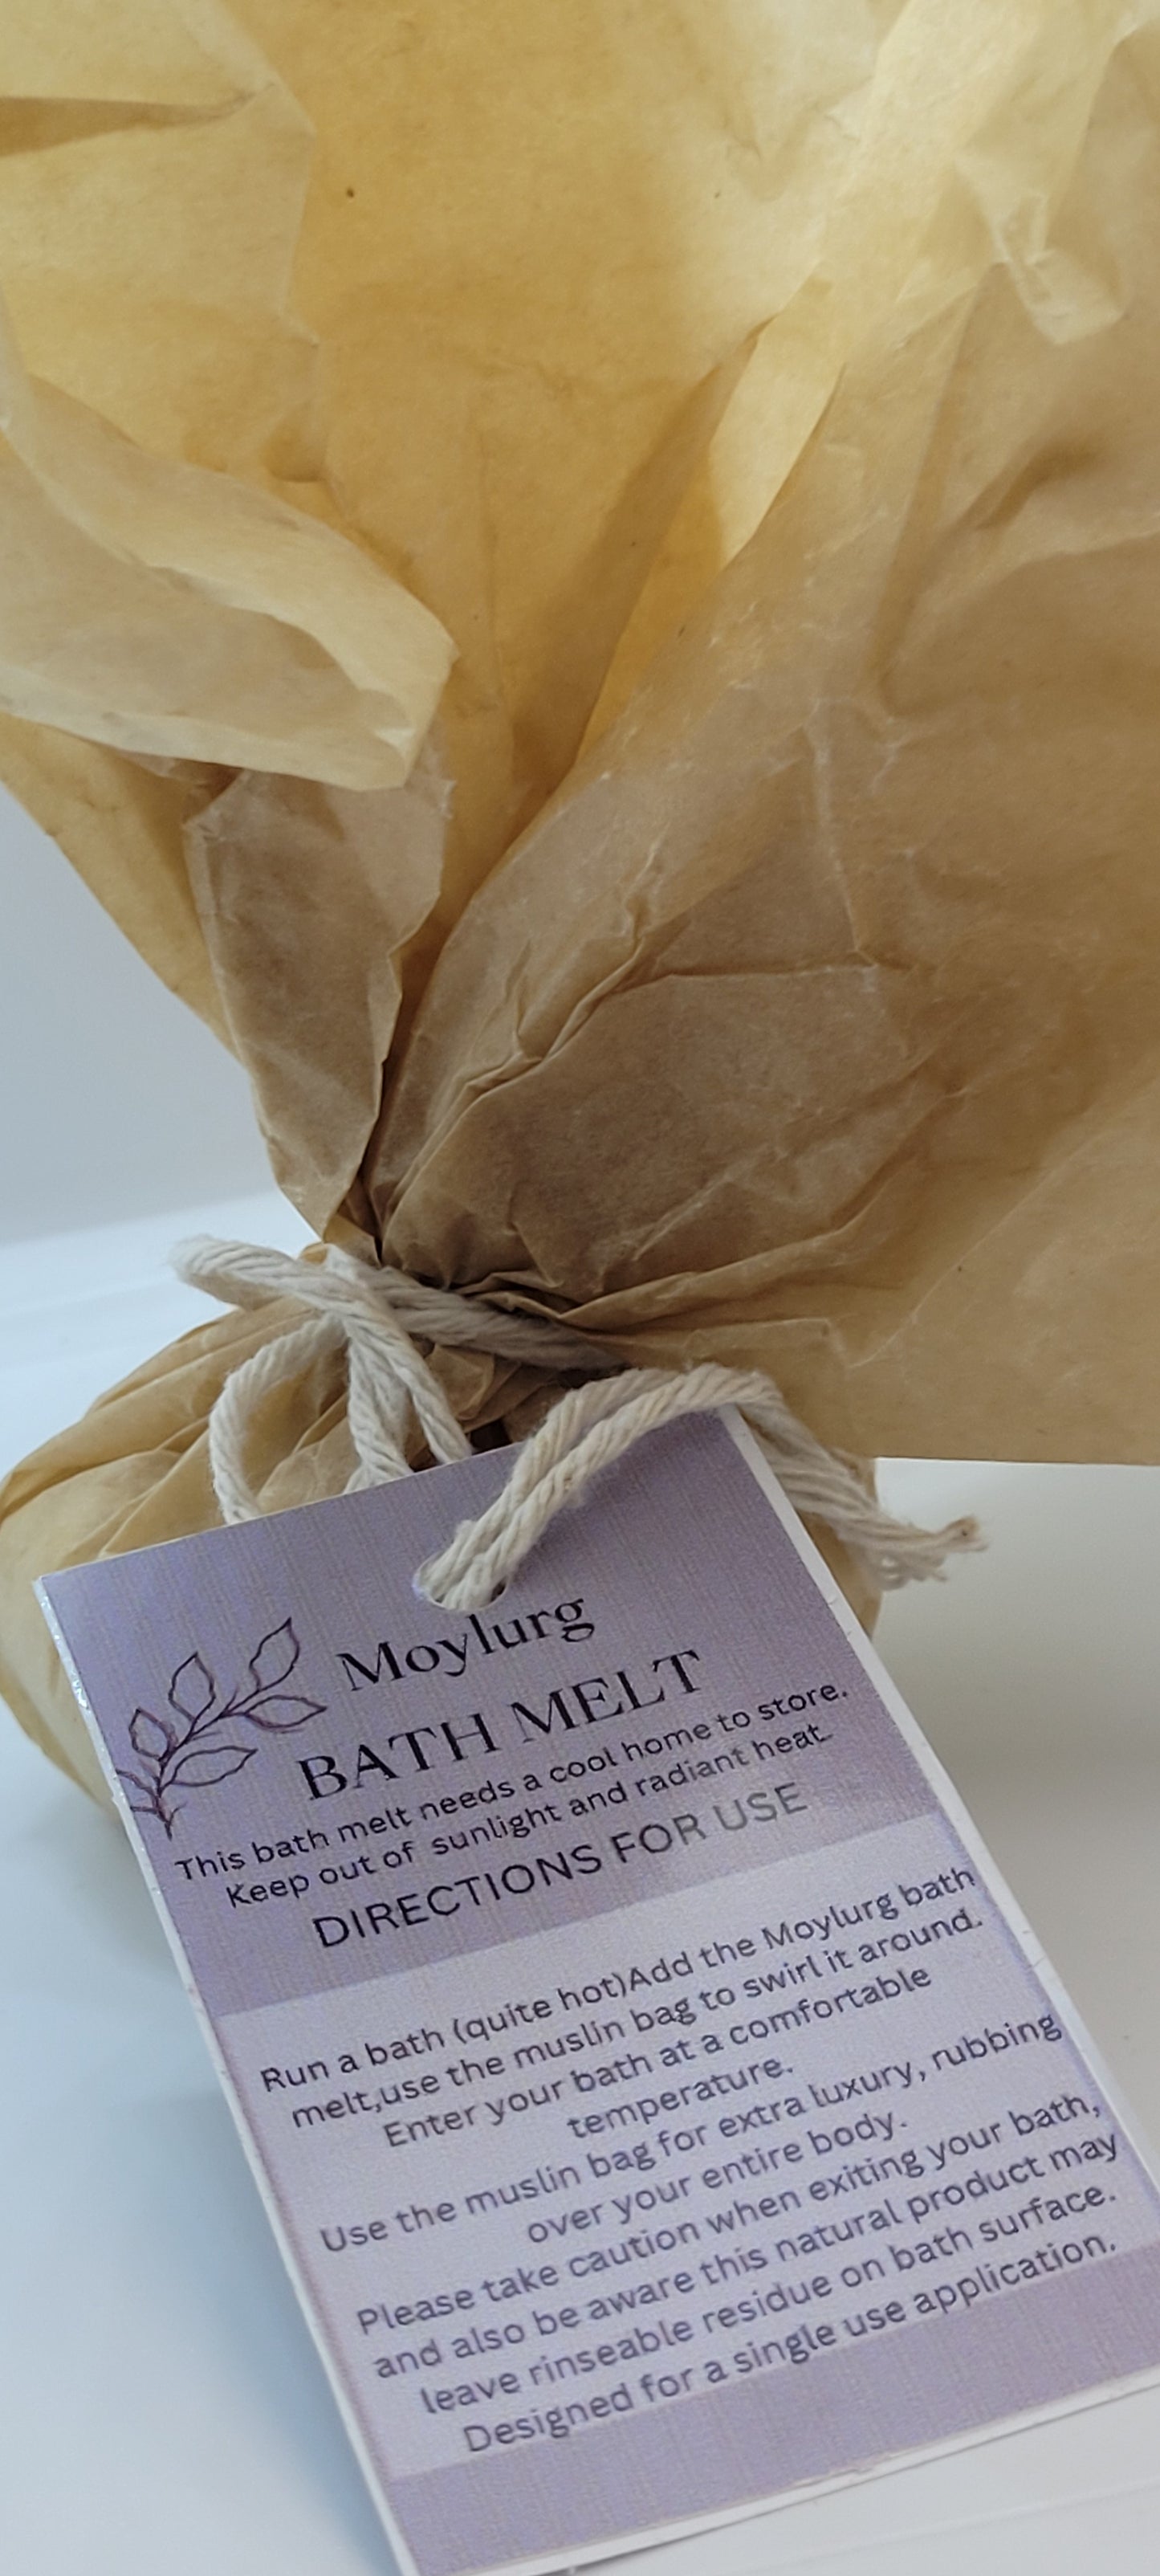 Moylurg
BATH MELT
This bath melt needs a cool home to store.
Keep out of sunlight and radiant heat.
DIRECTIONS FOR USE
Run a bath (quite hot)Add the Moylurg bath
melt,use the muslin bag to swirl it around.
Enter your bath at a comfortable
temperature.
Use the muslin bag for extra luxury, rubbing
over your entire body.
Please take caution when exiting your bath,
and also be aware this natural product may
leave rinseable residue on bath surface.
Designed for a single use application.